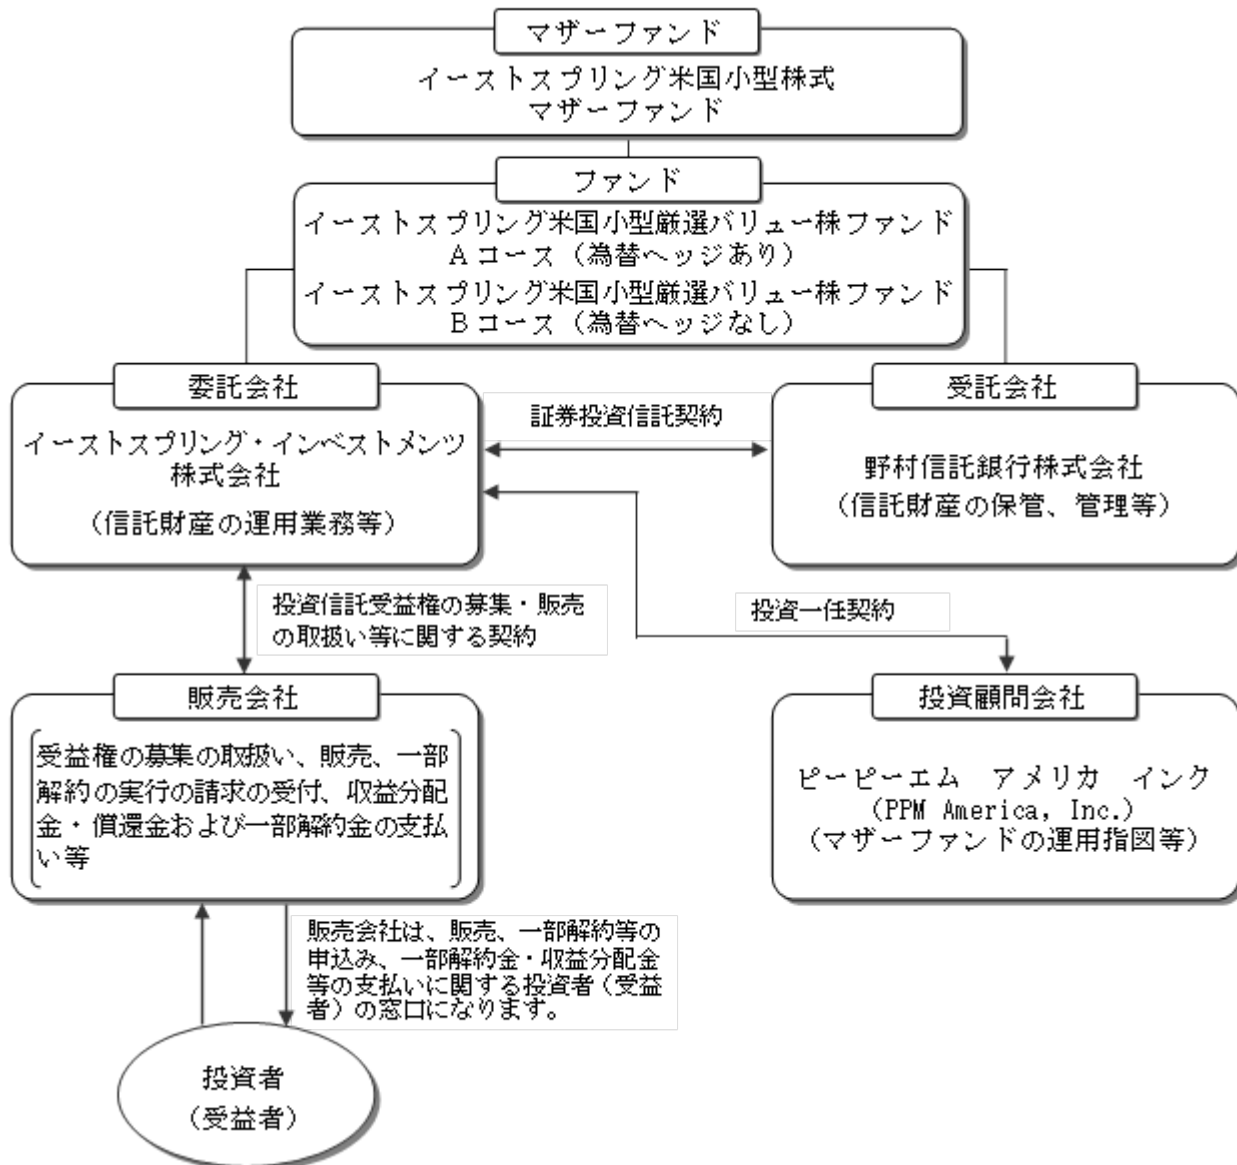 マザーファンド
イーストスプリング米国小型株式
マザーファンド
ファンド
イーストスプリング米国小型厳選バリュー株ファンド
Aコース（為替ヘッジあり）
イーストスプリング米国小型厳選バリュー株ファンド
Bコース（為替ヘッジなし）
委託会社
イーストスプリング・インベストメンツ
株式会社
（信託財産の運用業務等）
証券投資信託契約
受託会社
野村信託銀行株式会社
（信託財産の保管、管理等）
投資信託受益権の募集・販売
の取扱い等に関する契約
投資一任契約
販売会社
受益権の募集の取扱い、販売、一部
解約の実行の請求の受付、収益分配
金・償還金および一部解約金の支払
い等
投資顧問会社
ピーピーエム　アメリカ　インク
(PPM America, Inc.)
（マザーファンドの運用指図等）
販売会社は、販売、一部解約等の
申込み、一部解約金・収益分配金
等の支払いに関する投資者（受益
者）の窓口になります。
投資者
（受益者）